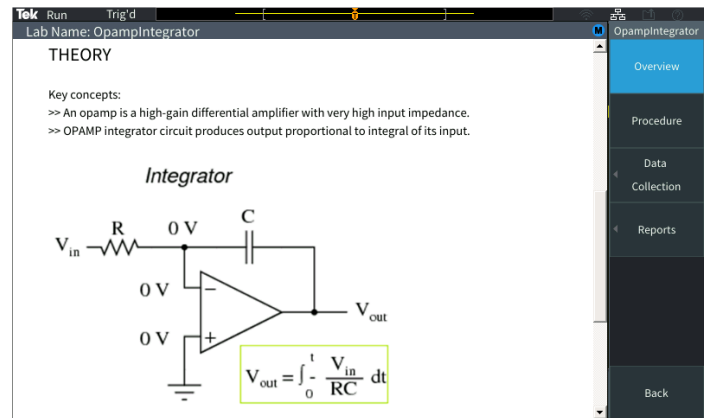 Tek Run Trig'd
Lab Name: OpampIntegrator
M
OpampIntegrator
THEORY
Key concepts:
>> An opamp is a high-gain differential amplifier with very high input impedance.
>> OPAMP integrator circuit produces output proportional to integral of its input.
Integrator
R 0 V C
Vin
0 V −
Vout
0 V +
Vout = ∫ 0 t - Vin/RC dt
Overview
Procedure
Data
Collection
Reports
Back